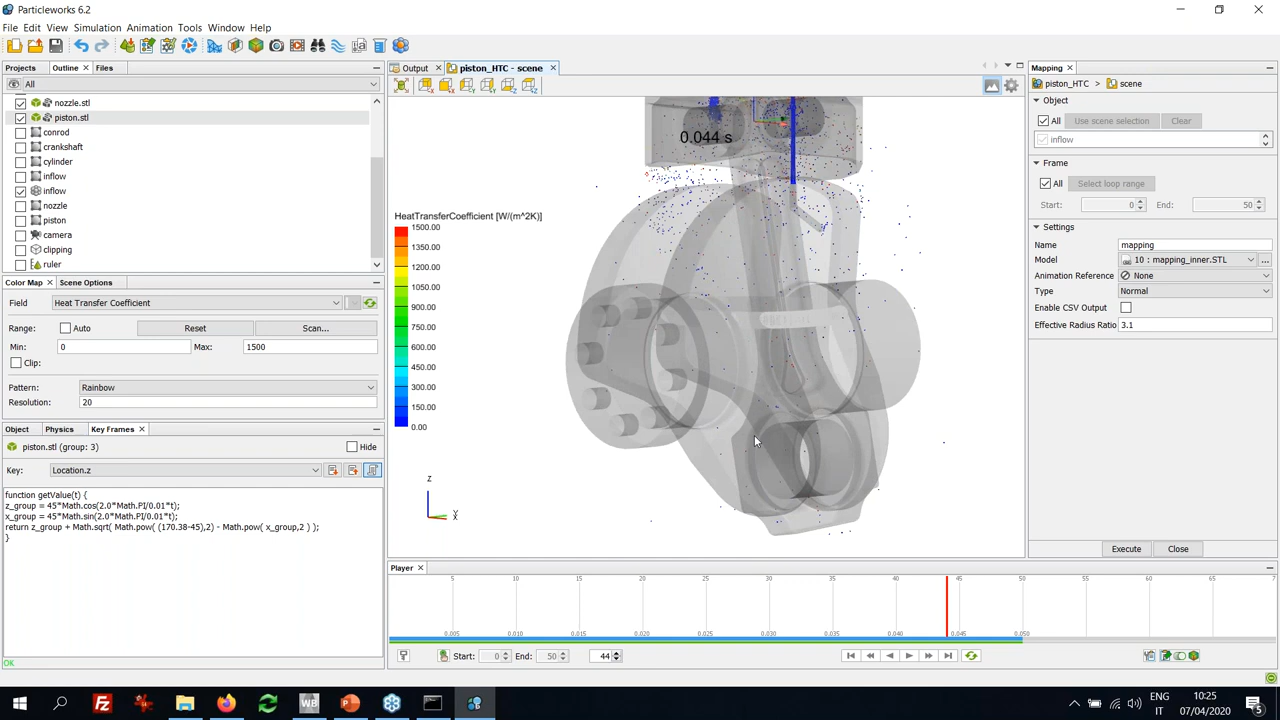 Particleworks 6.2
File Edit View Simulation Animation Tools Window Help
Projects Outline Files
All
nozzle.stl
piston.stl
conrod
crankshaft
cylinder
inflow
inflow
nozzle
piston
camera
clipping
ruler
Color Map Scene Options
Field Heat Transfer Coefficient
Range: Auto Reset Scan...
Min: 0 Max: 1500
Clip:
Pattern: Rainbow
Resolution: 20
Object Physics Key Frames
piston.stl (group: 3) Hide
Key: Location.z
function getValue(t) {
z_group = 45*Math.cos(2.0*Math.PI/0.01*t);
x_group = 45*Math.sin(2.0*Math.PI/0.01*t);
return z_group + Math.sqrt( Math.pow( (170.38-45),2) - Math.pow( x_group,2 ) );
}
OK
Output piston_HTC - scene
0.044 s
HeatTransferCoefficient [W/(m^2K)]
1500.00
1350.00
1200.00
1050.00
900.00
750.00
600.00
450.00
300.00
150.00
0.00
Z
Y
X
Player
5 10 15 20 25 30 35 40 45 50 55 60 65 7
0.005 0.010 0.015 0.020 0.025 0.030 0.035 0.040 0.045 0.050
Start: 0 End: 50 44
Mapping
piston_HTC > scene
Object
All Use scene selection Clear
inflow
Frame
All Select loop range
Start: 0 End: 50
Settings
Name mapping
Model 10 : mapping_inner.STL ...
Animation Reference None
Type Normal
Enable CSV Output
Effective Radius Ratio 3.1
Execute Close
WB
ENG
IT
10:25
07/04/2020
5